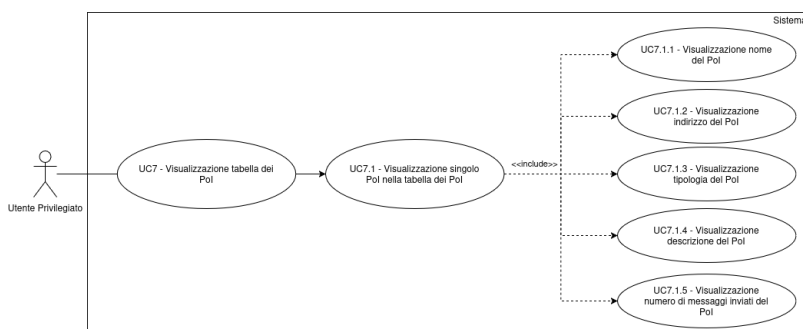 Sistema
UC7.1.1 - Visualizzazione nome
del PoI
UC7.1.2 - Visualizzazione
indirizzo del PoI
<<include>>
UC7 - Visualizzazione tabella dei
PoI
UC7.1 - Visualizzazione singolo
PoI nella tabella dei PoI
UC7.1.3 - Visualizzazione
tipologia del PoI
Utente Privilegiato
UC7.1.4 - Visualizzazione
descrizione del PoI
UC7.1.5 - Visualizzazione
numero di messaggi inviati del
PoI